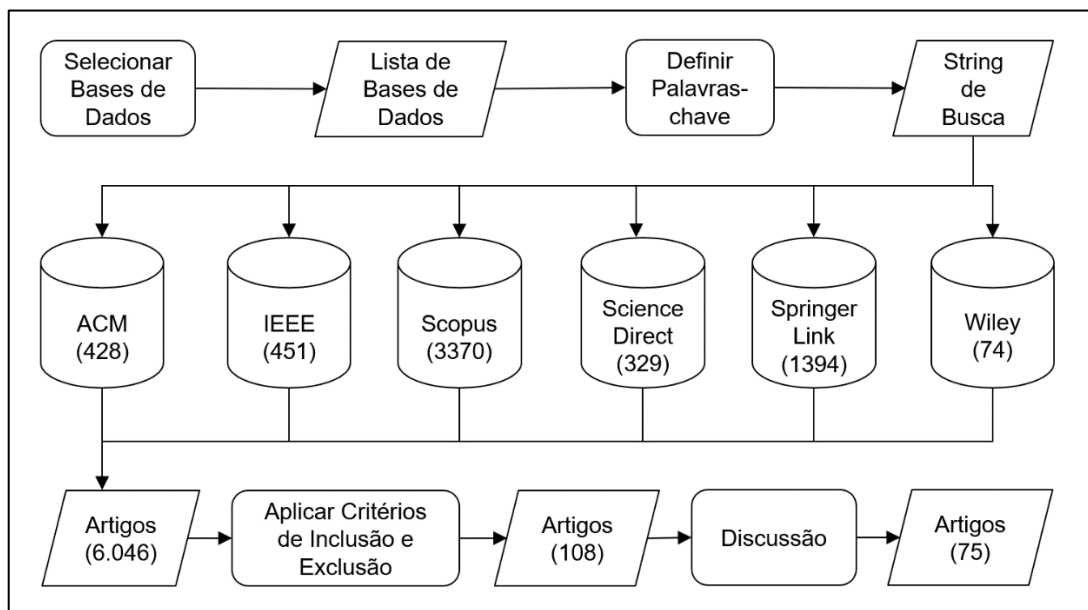 Selecionar
Bases de
Dados
Lista de
Bases de
Dados
Definir
Palavras-
chave
String
de
Busca
ACM
(428)
IEEE
(451)
Scopus
(3370)
Science
Direct
(329)
Springer
Link
(1394)
Wiley
(74)
Artigos
(6.046)
Aplicar Critérios
de Inclusão e
Exclusão
Artigos
(108)
Discussão
Artigos
(75)